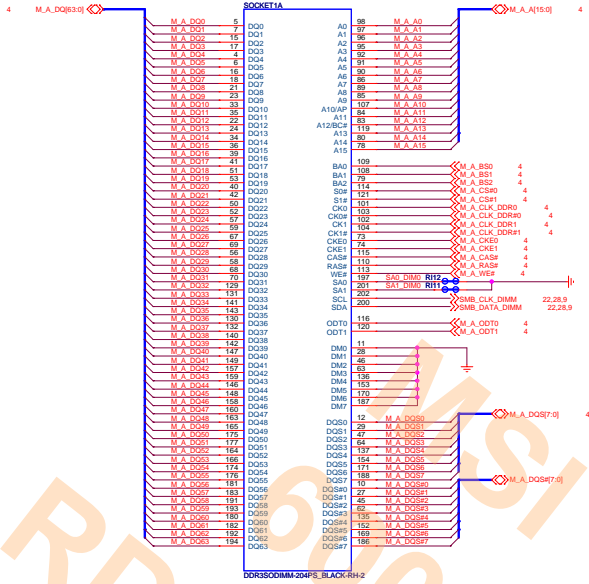 SOCKET1A
4 M_A_DQ[63:0]
M_A_DQ0 5 DQ0
M_A_DQ1 7 DQ1
M_A_DQ2 15 DQ2
M_A_DQ3 17 DQ3
M_A_DQ4 4 DQ4
M_A_DQ5 6 DQ5
M_A_DQ6 16 DQ6
M_A_DQ7 18 DQ7
M_A_DQ8 21 DQ8
M_A_DQ9 23 DQ9
M_A_DQ10 33 DQ10
M_A_DQ11 35 DQ11
M_A_DQ12 22 DQ12
M_A_DQ13 24 DQ13
M_A_DQ14 34 DQ14
M_A_DQ15 36 DQ15
M_A_DQ16 39 DQ16
M_A_DQ17 41 DQ17
M_A_DQ18 51 DQ18
M_A_DQ19 53 DQ19
M_A_DQ20 40 DQ20
M_A_DQ21 42 DQ21
M_A_DQ22 50 DQ22
M_A_DQ23 52 DQ23
M_A_DQ24 57 DQ24
M_A_DQ25 59 DQ25
M_A_DQ26 67 DQ26
M_A_DQ27 69 DQ27
M_A_DQ28 56 DQ28
M_A_DQ29 58 DQ29
M_A_DQ30 68 DQ30
M_A_DQ31 70 DQ31
M_A_DQ32 129 DQ32
M_A_DQ33 131 DQ33
M_A_DQ34 141 DQ34
M_A_DQ35 143 DQ35
M_A_DQ36 130 DQ36
M_A_DQ37 132 DQ37
M_A_DQ38 140 DQ38
M_A_DQ39 142 DQ39
M_A_DQ40 147 DQ40
M_A_DQ41 149 DQ41
M_A_DQ42 157 DQ42
M_A_DQ43 159 DQ43
M_A_DQ44 146 DQ44
M_A_DQ45 148 DQ45
M_A_DQ46 158 DQ46
M_A_DQ47 160 DQ47
M_A_DQ48 163 DQ48
M_A_DQ49 165 DQ49
M_A_DQ50 175 DQ50
M_A_DQ51 177 DQ51
M_A_DQ52 164 DQ52
M_A_DQ53 166 DQ53
M_A_DQ54 174 DQ54
M_A_DQ55 176 DQ55
M_A_DQ56 181 DQ56
M_A_DQ57 183 DQ57
M_A_DQ58 191 DQ58
M_A_DQ59 193 DQ59
M_A_DQ60 180 DQ60
M_A_DQ61 182 DQ61
M_A_DQ62 192 DQ62
M_A_DQ63 194 DQ63
M_A_A[15:0] 4
A0 98 M_A_A0
A1 97 M_A_A1
A2 96 M_A_A2
A3 95 M_A_A3
A4 92 M_A_A4
A5 91 M_A_A5
A6 90 M_A_A6
A7 86 M_A_A7
A8 89 M_A_A8
A9 85 M_A_A9
A10/AP 107 M_A_A10
A11 84 M_A_A11
A12/BC# 83 M_A_A12
A13 119 M_A_A13
A14 80 M_A_A14
A15 78 M_A_A15
BA0 109 M_A_BS0 4
BA1 108 M_A_BS1 4
BA2 79 M_A_BS2 4
S0# 114 M_A_CS#0 4
S1# 121 M_A_CS#1 4
CK0 101 M_A_CLK_DDR0 4
CK0# 103 M_A_CLK_DDR#0 4
CK1 102 M_A_CLK_DDR1 4
CK1# 104 M_A_CLK_DDR#1 4
CKE0 73 M_A_CKE0 4
CKE1 74 M_A_CKE1 4
CAS# 115 M_A_CAS# 4
RAS# 110 M_A_RAS# 4
WE# 113 M_A_WE# 4
SA0 197 SA0_DIM0 RI12
SA1 201 SA1_DIM0 RI11
SCL 202 SMB_CLK_DIMM 22,28,9
SDA 200 SMB_DATA_DIMM 22,28,9
ODT0 116 M_A_ODT0 4
ODT1 120 M_A_ODT1 4
DM0 11
DM1 28
DM2 46
DM3 63
DM4 136
DM5 153
DM6 170
DM7 187
DQS0 12 M_A_DQS0 M_A_DQS[7:0] 4
DQS1 29 M_A_DQS1
DQS2 47 M_A_DQS2
DQS3 64 M_A_DQS3
DQS4 137 M_A_DQS4
DQS5 154 M_A_DQS5
DQS6 171 M_A_DQS6
DQS7 188 M_A_DQS7 M_A_DQS#[7:0]
DQS#0 10 M_A_DQS#0
DQS#1 27 M_A_DQS#1
DQS#2 45 M_A_DQS#2
DQS#3 62 M_A_DQS#3
DQS#4 135 M_A_DQS#4
DQS#5 152 M_A_DQS#5
DQS#6 169 M_A_DQS#6
DQS#7 186 M_A_DQS#7
DDR3SODIMM-204PS_BLACK-RH-2
MSI